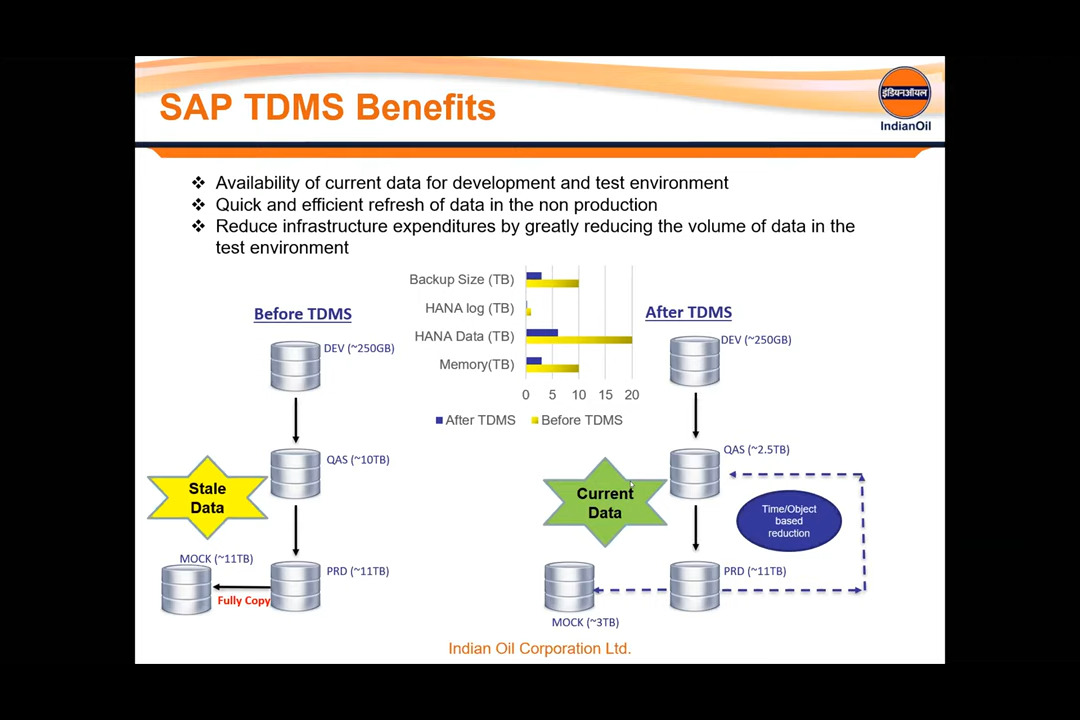 SAP TDMS Benefits
इंडियनऑयल
IndianOil
❖ Availability of current data for development and test environment
❖ Quick and efficient refresh of data in the non production
❖ Reduce infrastructure expenditures by greatly reducing the volume of data in the
test environment
Before TDMS
DEV (~250GB)
QAS (~10TB)
Stale
Data
MOCK (~11TB)
PRD (~11TB)
Fully Copy
Backup Size (TB)
HANA log (TB)
HANA Data (TB)
Memory(TB)
0 5 10 15 20
After TDMS Before TDMS
After TDMS
DEV (~250GB)
QAS (~2.5TB)
Current
Data
Time/Object
based
reduction
PRD (~11TB)
MOCK (~3TB)
Indian Oil Corporation Ltd.